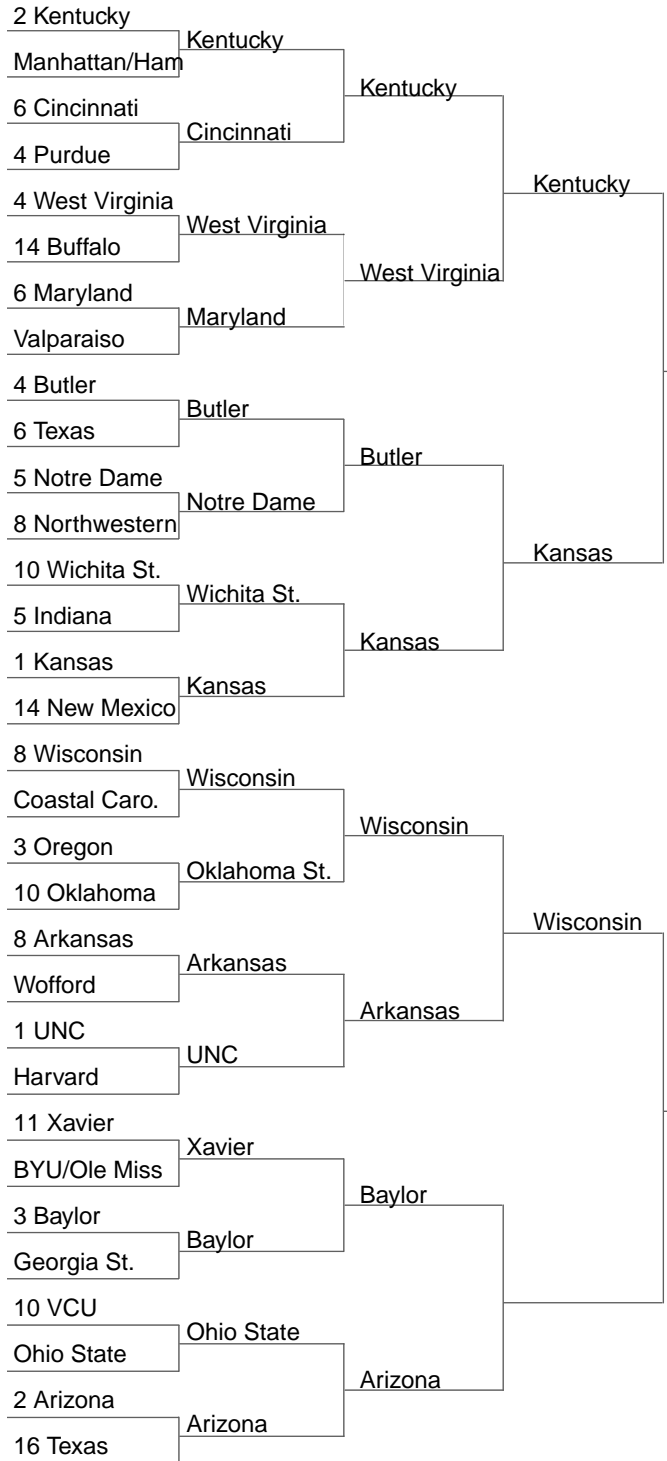 2 Kentucky
Manhattan/Ham
6 Cincinnati
4 Purdue
4 West Virginia
14 Buffalo
6 Maryland
Valparaiso
4 Butler
6 Texas
5 Notre Dame
8 Northwestern
10 Wichita St.
5 Indiana
1 Kansas
14 New Mexico
8 Wisconsin
Coastal Caro.
3 Oregon
10 Oklahoma
8 Arkansas
Wofford
1 UNC
Harvard
11 Xavier
BYU/Ole Miss
3 Baylor
Georgia St.
10 VCU
Ohio State
2 Arizona
16 Texas
Kentucky
Cincinnati
West Virginia
Maryland
Butler
Notre Dame
Wichita St.
Kansas
Wisconsin
Oklahoma St.
Arkansas
UNC
Xavier
Baylor
Ohio State
Arizona
Kentucky
West Virginia
Butler
Kansas
Wisconsin
Arkansas
Baylor
Arizona
Kentucky
Kansas
Wisconsin